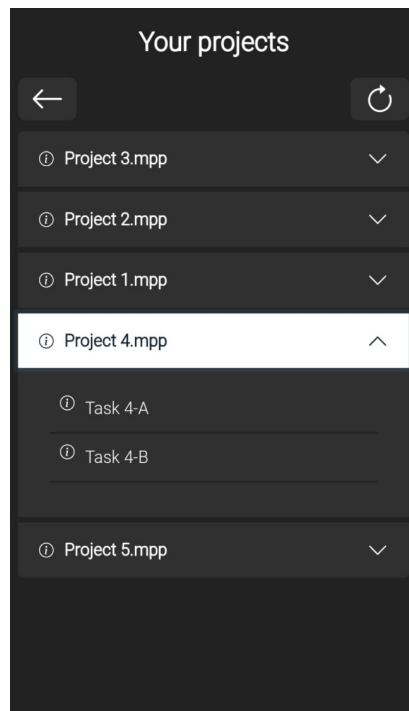 Your projects
Project 3.mpp
Project 2.mpp
Project 1.mpp
Project 4.mpp
Task 4-A
Task 4-B
Project 5.mpp